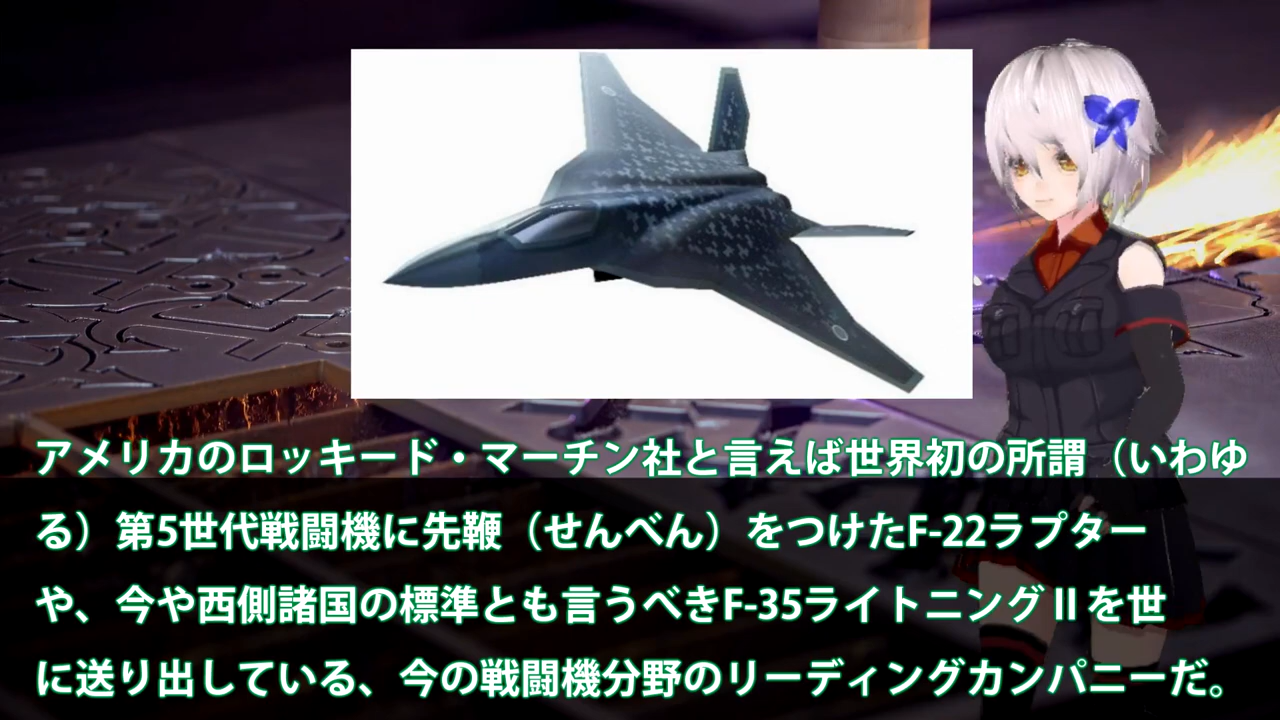 アメリカのロッキード・マーチン社と言えば世界初の所謂（いわゆ
る）第5世代戦闘機に先鞭（せんべん）をつけたF-22ラプター
や、今や西側諸国の標準とも言うべきF-35ライトニングⅡを世
に送り出している、今の戦闘機分野のリーディングカンパニーだ。